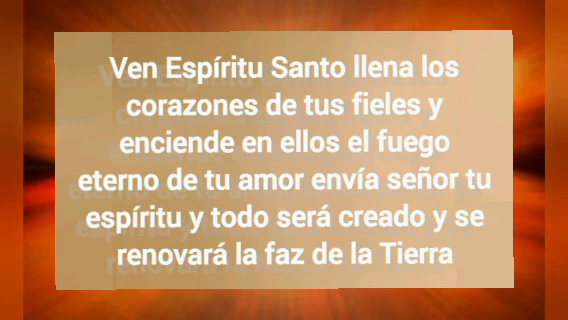 Ven Espíritu Santo llena los
corazones de tus fieles y
enciende en ellos el fuego
eterno de tu amor envía señor tu
espíritu y todo será creado y se
renovará la faz de la Tierra